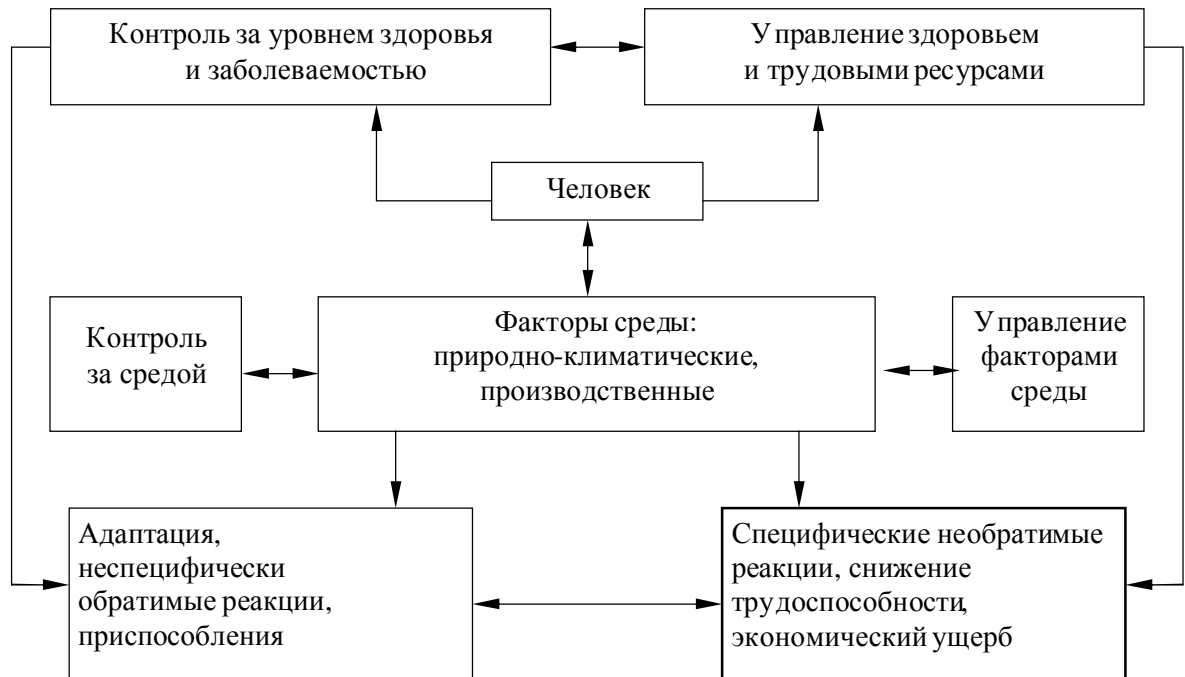 Контроль за уровнем здоровья
и заболеваемостью
Управление здоровьем
и трудовыми ресурсами
Человек
Контроль
за средой
Факторы среды:
природно-климатические,
производственные
Управление
факторами
среды
Адаптация,
неспецифически
обратимые реакции,
приспособления
Специфические необратимые
реакции, снижение
трудоспособности,
экономический ущерб